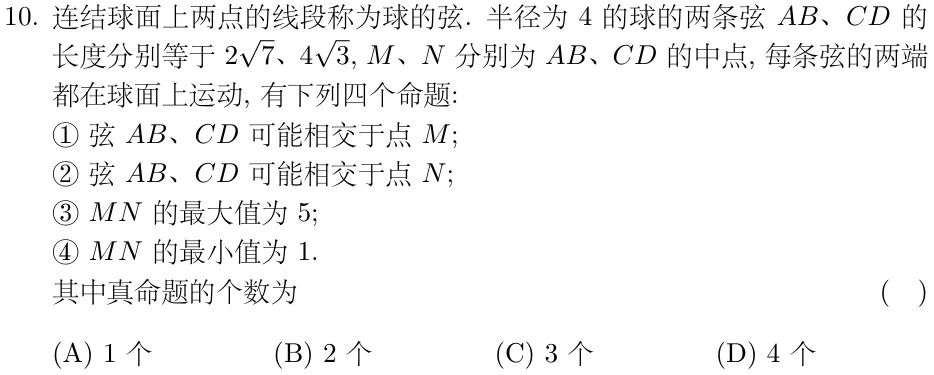 10. 连结球面上两点的线段称为球的弦. 半径为 4 的球的两条弦 AB、CD 的
长度分别等于 2√7、4√3, M、N 分别为 AB、CD 的中点, 每条弦的两端
都在球面上运动, 有下列四个命题:
① 弦 AB、CD 可能相交于点 M;
② 弦 AB、CD 可能相交于点 N;
③ MN 的最大值为 5;
④ MN 的最小值为 1.
其中真命题的个数为 ( )
(A) 1 个 (B) 2 个 (C) 3 个 (D) 4 个